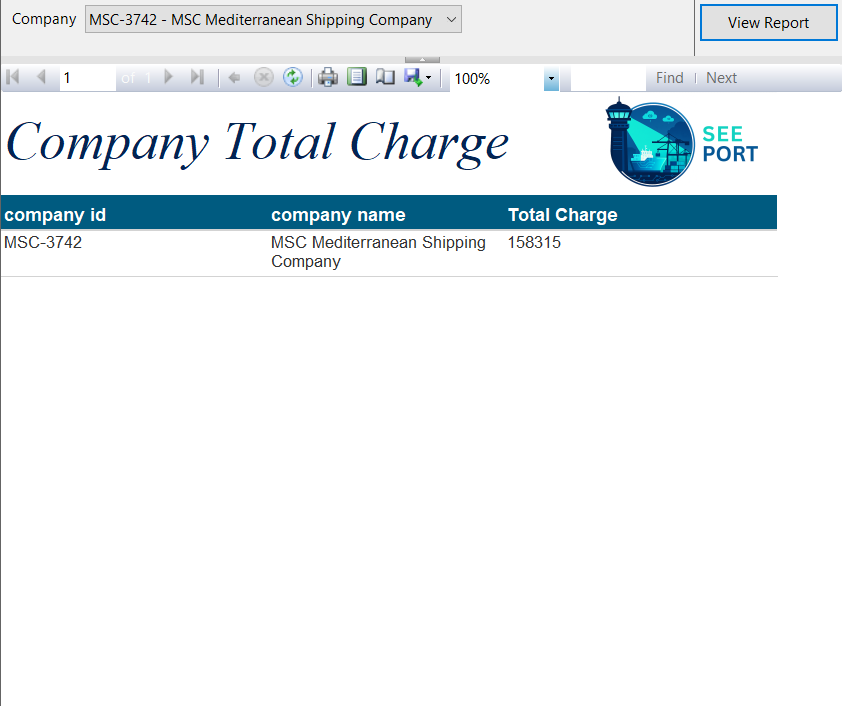 Company MSC-3742 - MSC Mediterranean Shipping Company View Report
1 of 1 100% Find Next
Company Total Charge
SEE
PORT
company id company name Total Charge
MSC-3742 MSC Mediterranean Shipping 158315
Company